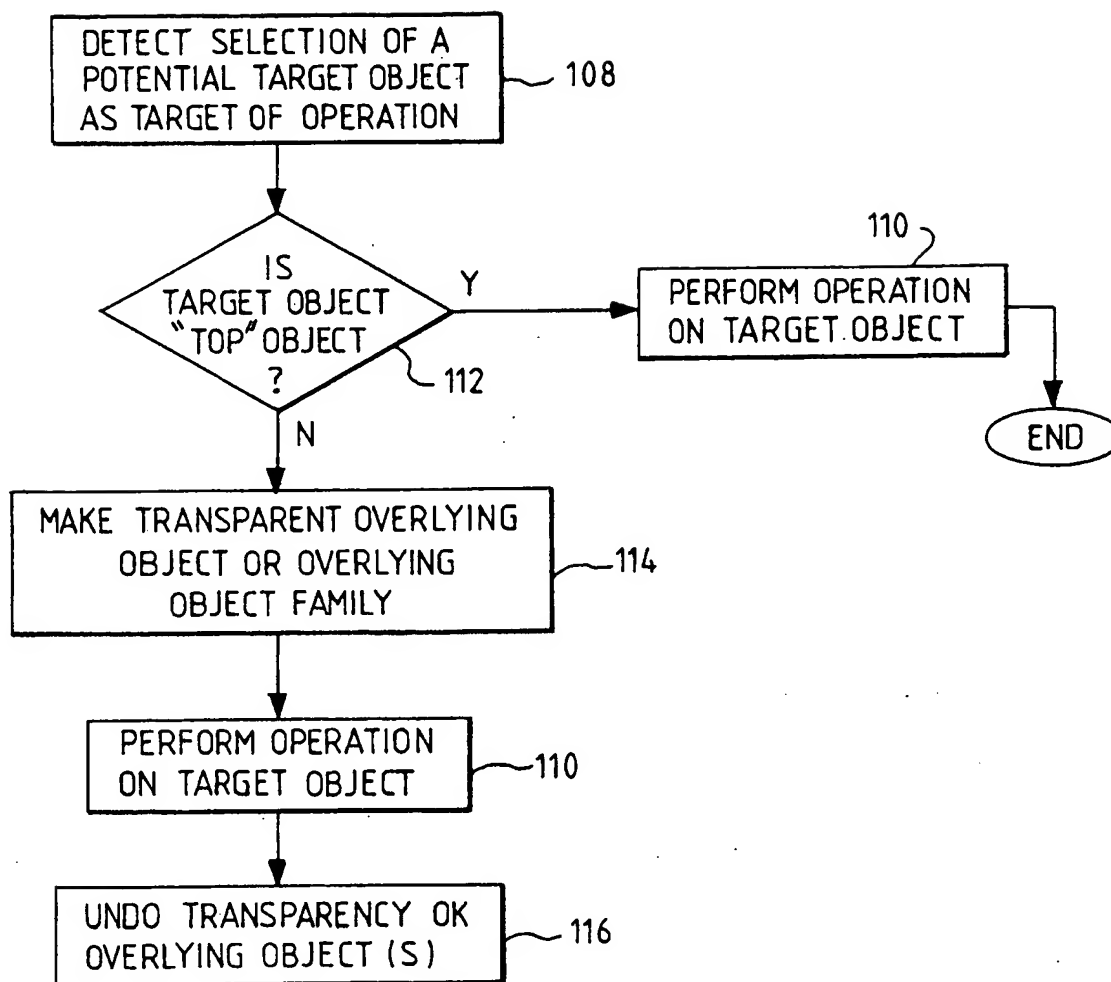 DETECT SELECTION OF A
POTENTIAL TARGET OBJECT
AS TARGET OF OPERATION
108
IS
TARGET OBJECT
"TOP" OBJECT
?
112
Y
110
PERFORM OPERATION
ON TARGET OBJECT
END
N
MAKE TRANSPARENT OVERLYING
OBJECT OR OVERLYING
OBJECT FAMILY
114
PERFORM OPERATION
ON TARGET OBJECT
110
UNDO TRANSPARENCY OK
OVERLYING OBJECT (S)
116